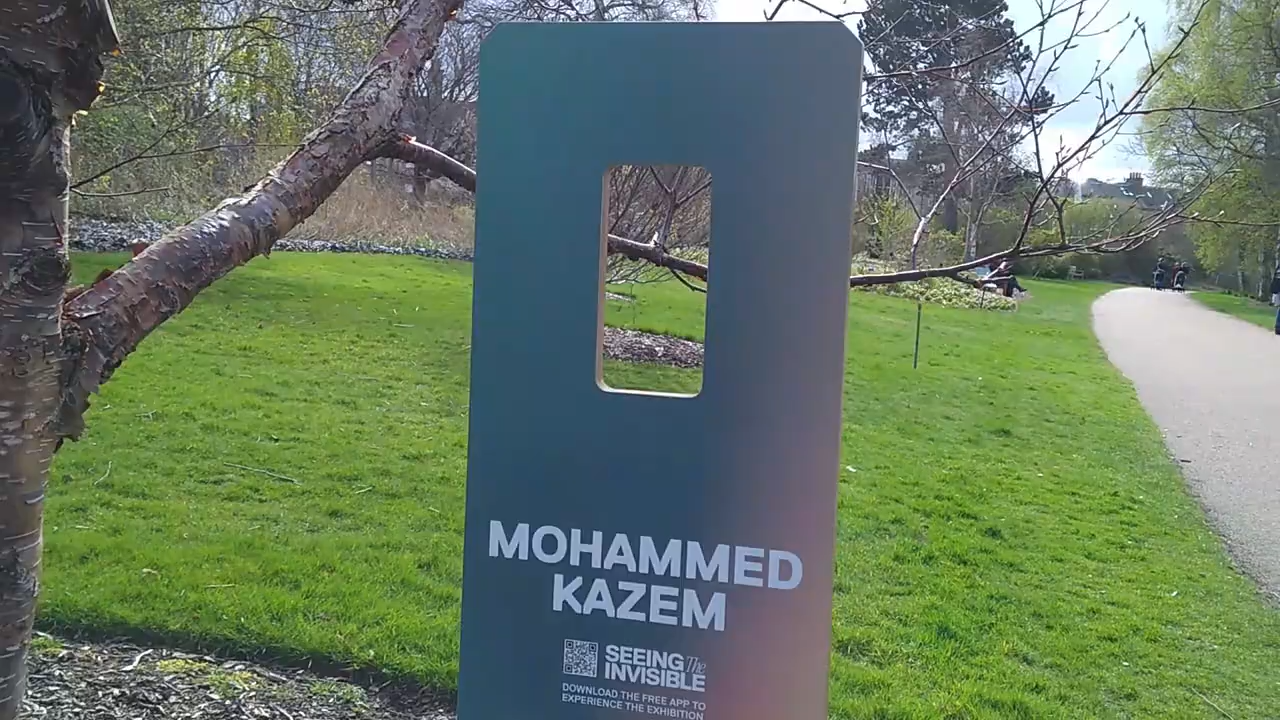 MOHAMMED
KAZEM
SEEING The
INVISIBLE
DOWNLOAD THE FREE APP TO
EXPERIENCE THE EXHIBITION